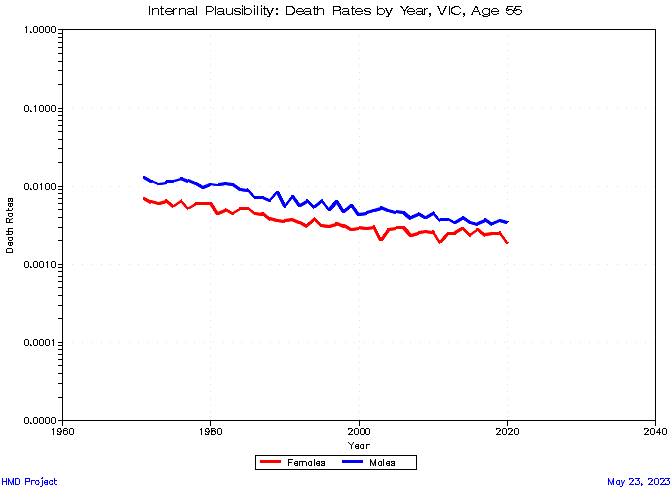 Internal Plausibility: Death Rates by Year, VIC, Age 55
1.0000
0.1000
0.0100
0.0010
0.0001
0.0000
Death Rates
1960
1980
2000
2020
2040
Year
Females
Males
HMD Project
May 23, 2023